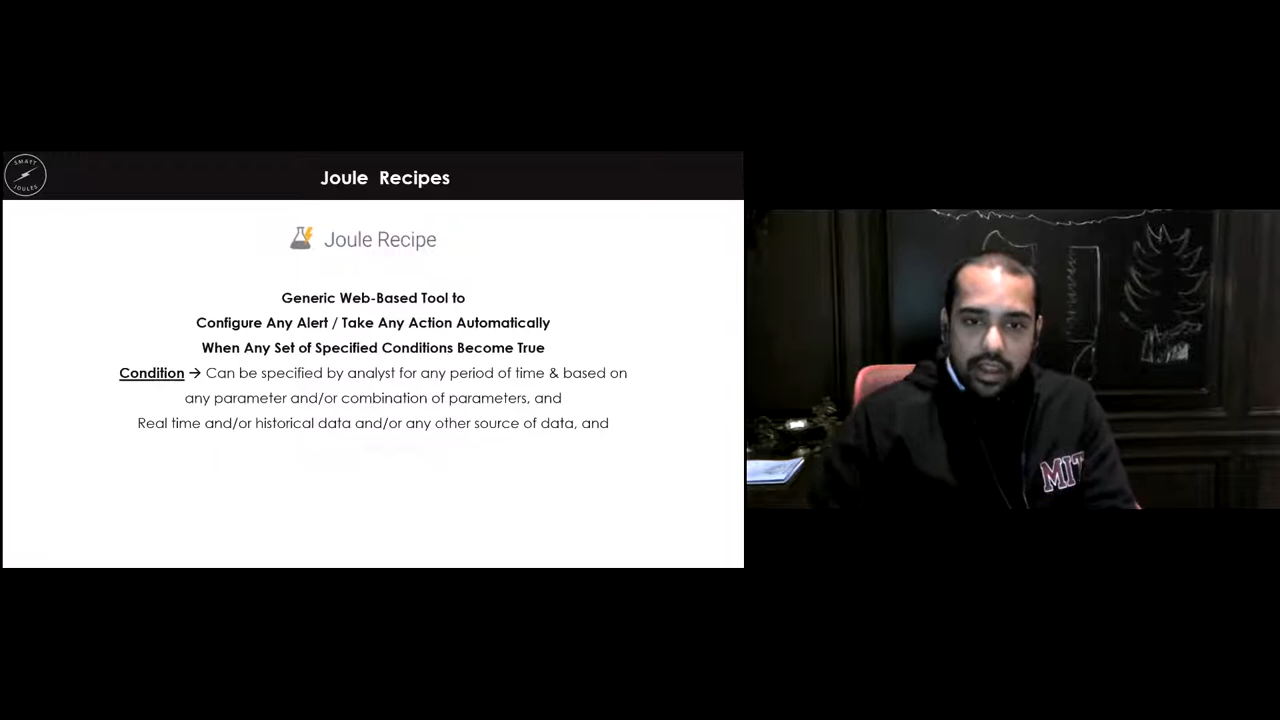 SMART
JOULES
Joule Recipes
Joule Recipe
Generic Web-Based Tool to
Configure Any Alert / Take Any Action Automatically
When Any Set of Specified Conditions Become True
Condition → Can be specified by analyst for any period of time & based on
any parameter and/or combination of parameters, and
Real time and/or historical data and/or any other source of data, and
MIT